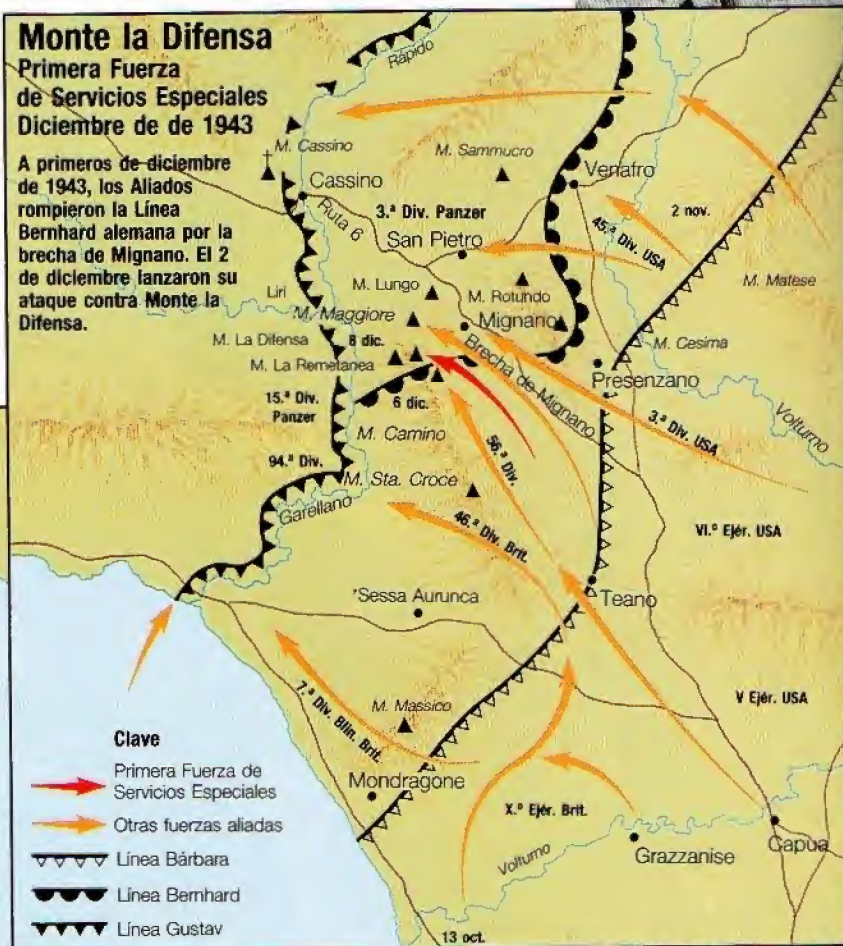 Monte la Difensa
Primera Fuerza
de Servicios Especiales
Diciembre de de 1943
A primeros de diciembre
de 1943, los Aliados
rompieron la Línea
Bernhard alemana por la
brecha de Mignano. El 2
de diciembre lanzaron su
ataque contra Monte la
Difensa.
Rápido
M. Cassino
Cassino
Ruta 6
M. Sammucro
3.ª Div. Panzer
San Pietro
Venafro
2 nov.
45.ª Div. USA
M. Matese
Liri
M. Lungo
M. Rotundo
M. Maggiore
Mignano
M. Cesima
M. La Difensa
8 dic.
M. La Remetanea
Brecha de Mignano
Presenzano
Volturno
15.ª Div.
Panzer
6 dic.
3.ª Div. USA
M. Camino
94.ª Div.
56.ª Div.
M. Sta. Croce
Garellano
46.ª Div. Brit.
VI.º Ejér. USA
Sessa Aurunca
Teano
7.ª Div. Blin. Brit.
M. Massico
V Ejér. USA
Mondragone
X.º Ejér. Brit.
Capua
Volturno
Grazzanise
13 oct.
Clave
Primera Fuerza de
Servicios Especiales
Otras fuerzas aliadas
Línea Bárbara
Línea Bernhard
Línea Gustav